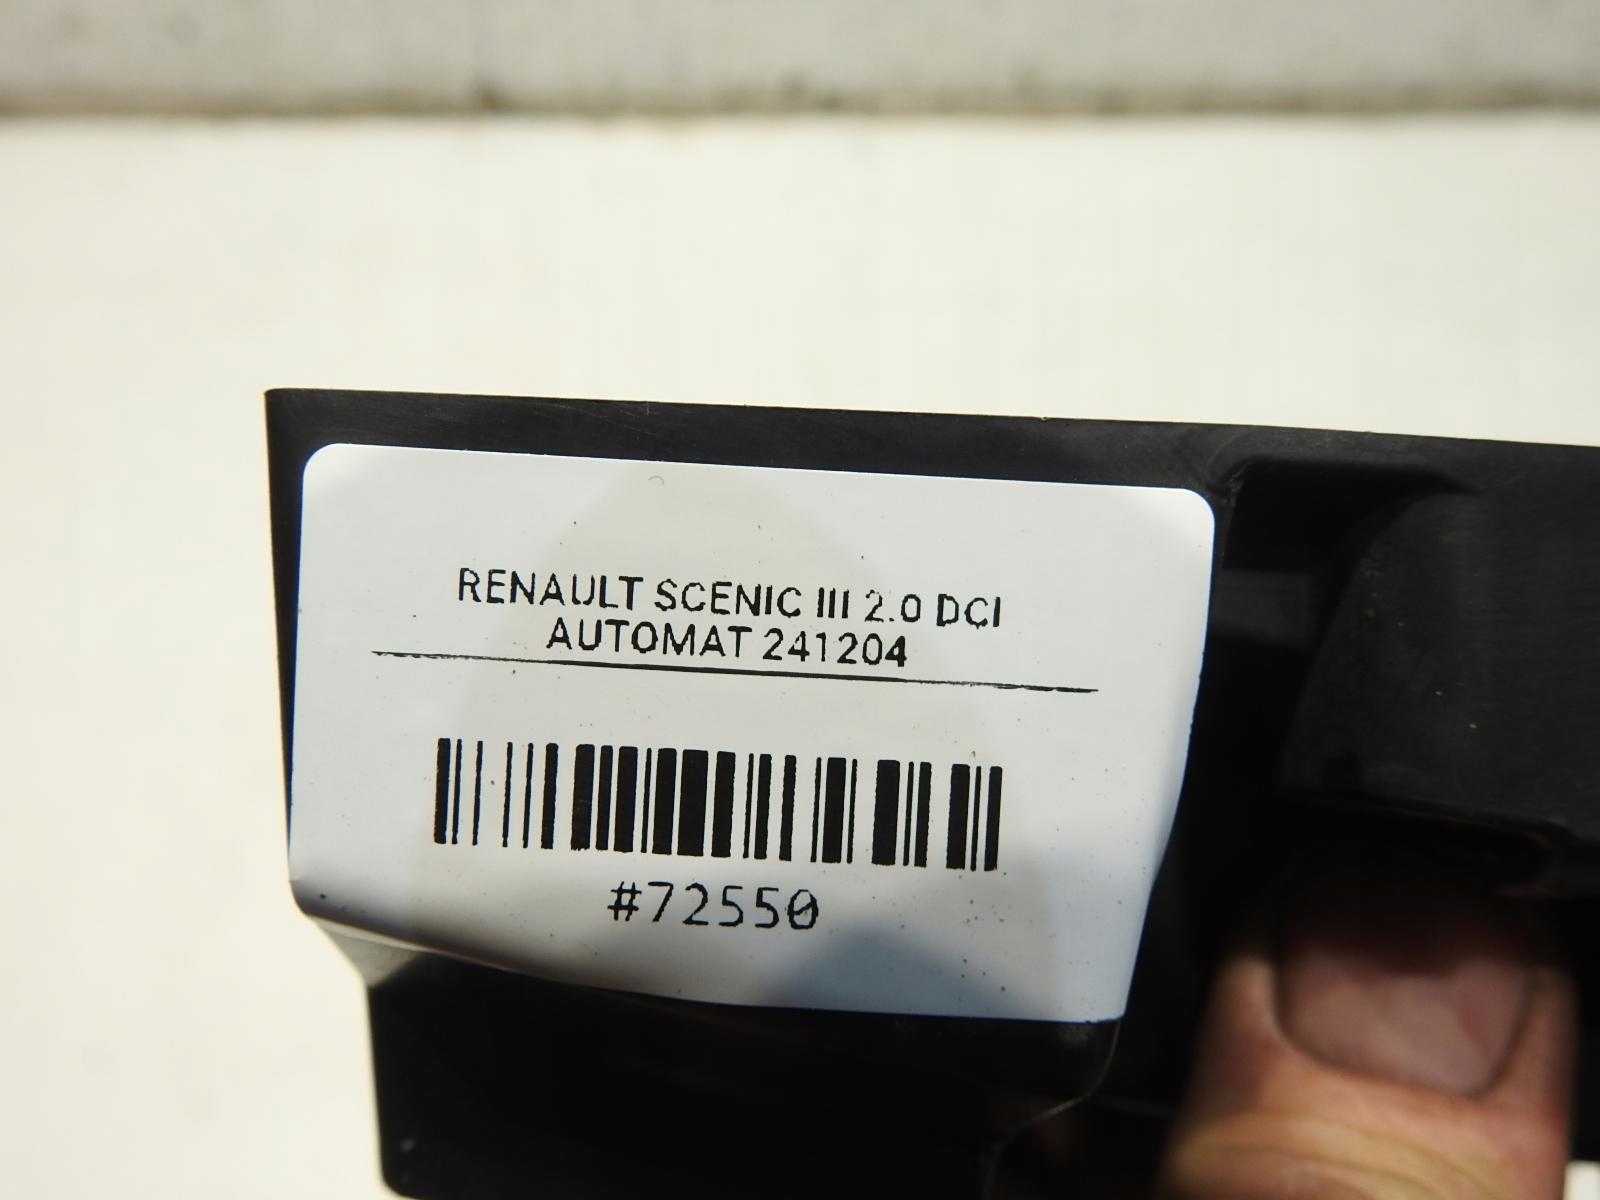 RENAULT SCENIC III 2.0 DCI
AUTOMAT 241204
#72550